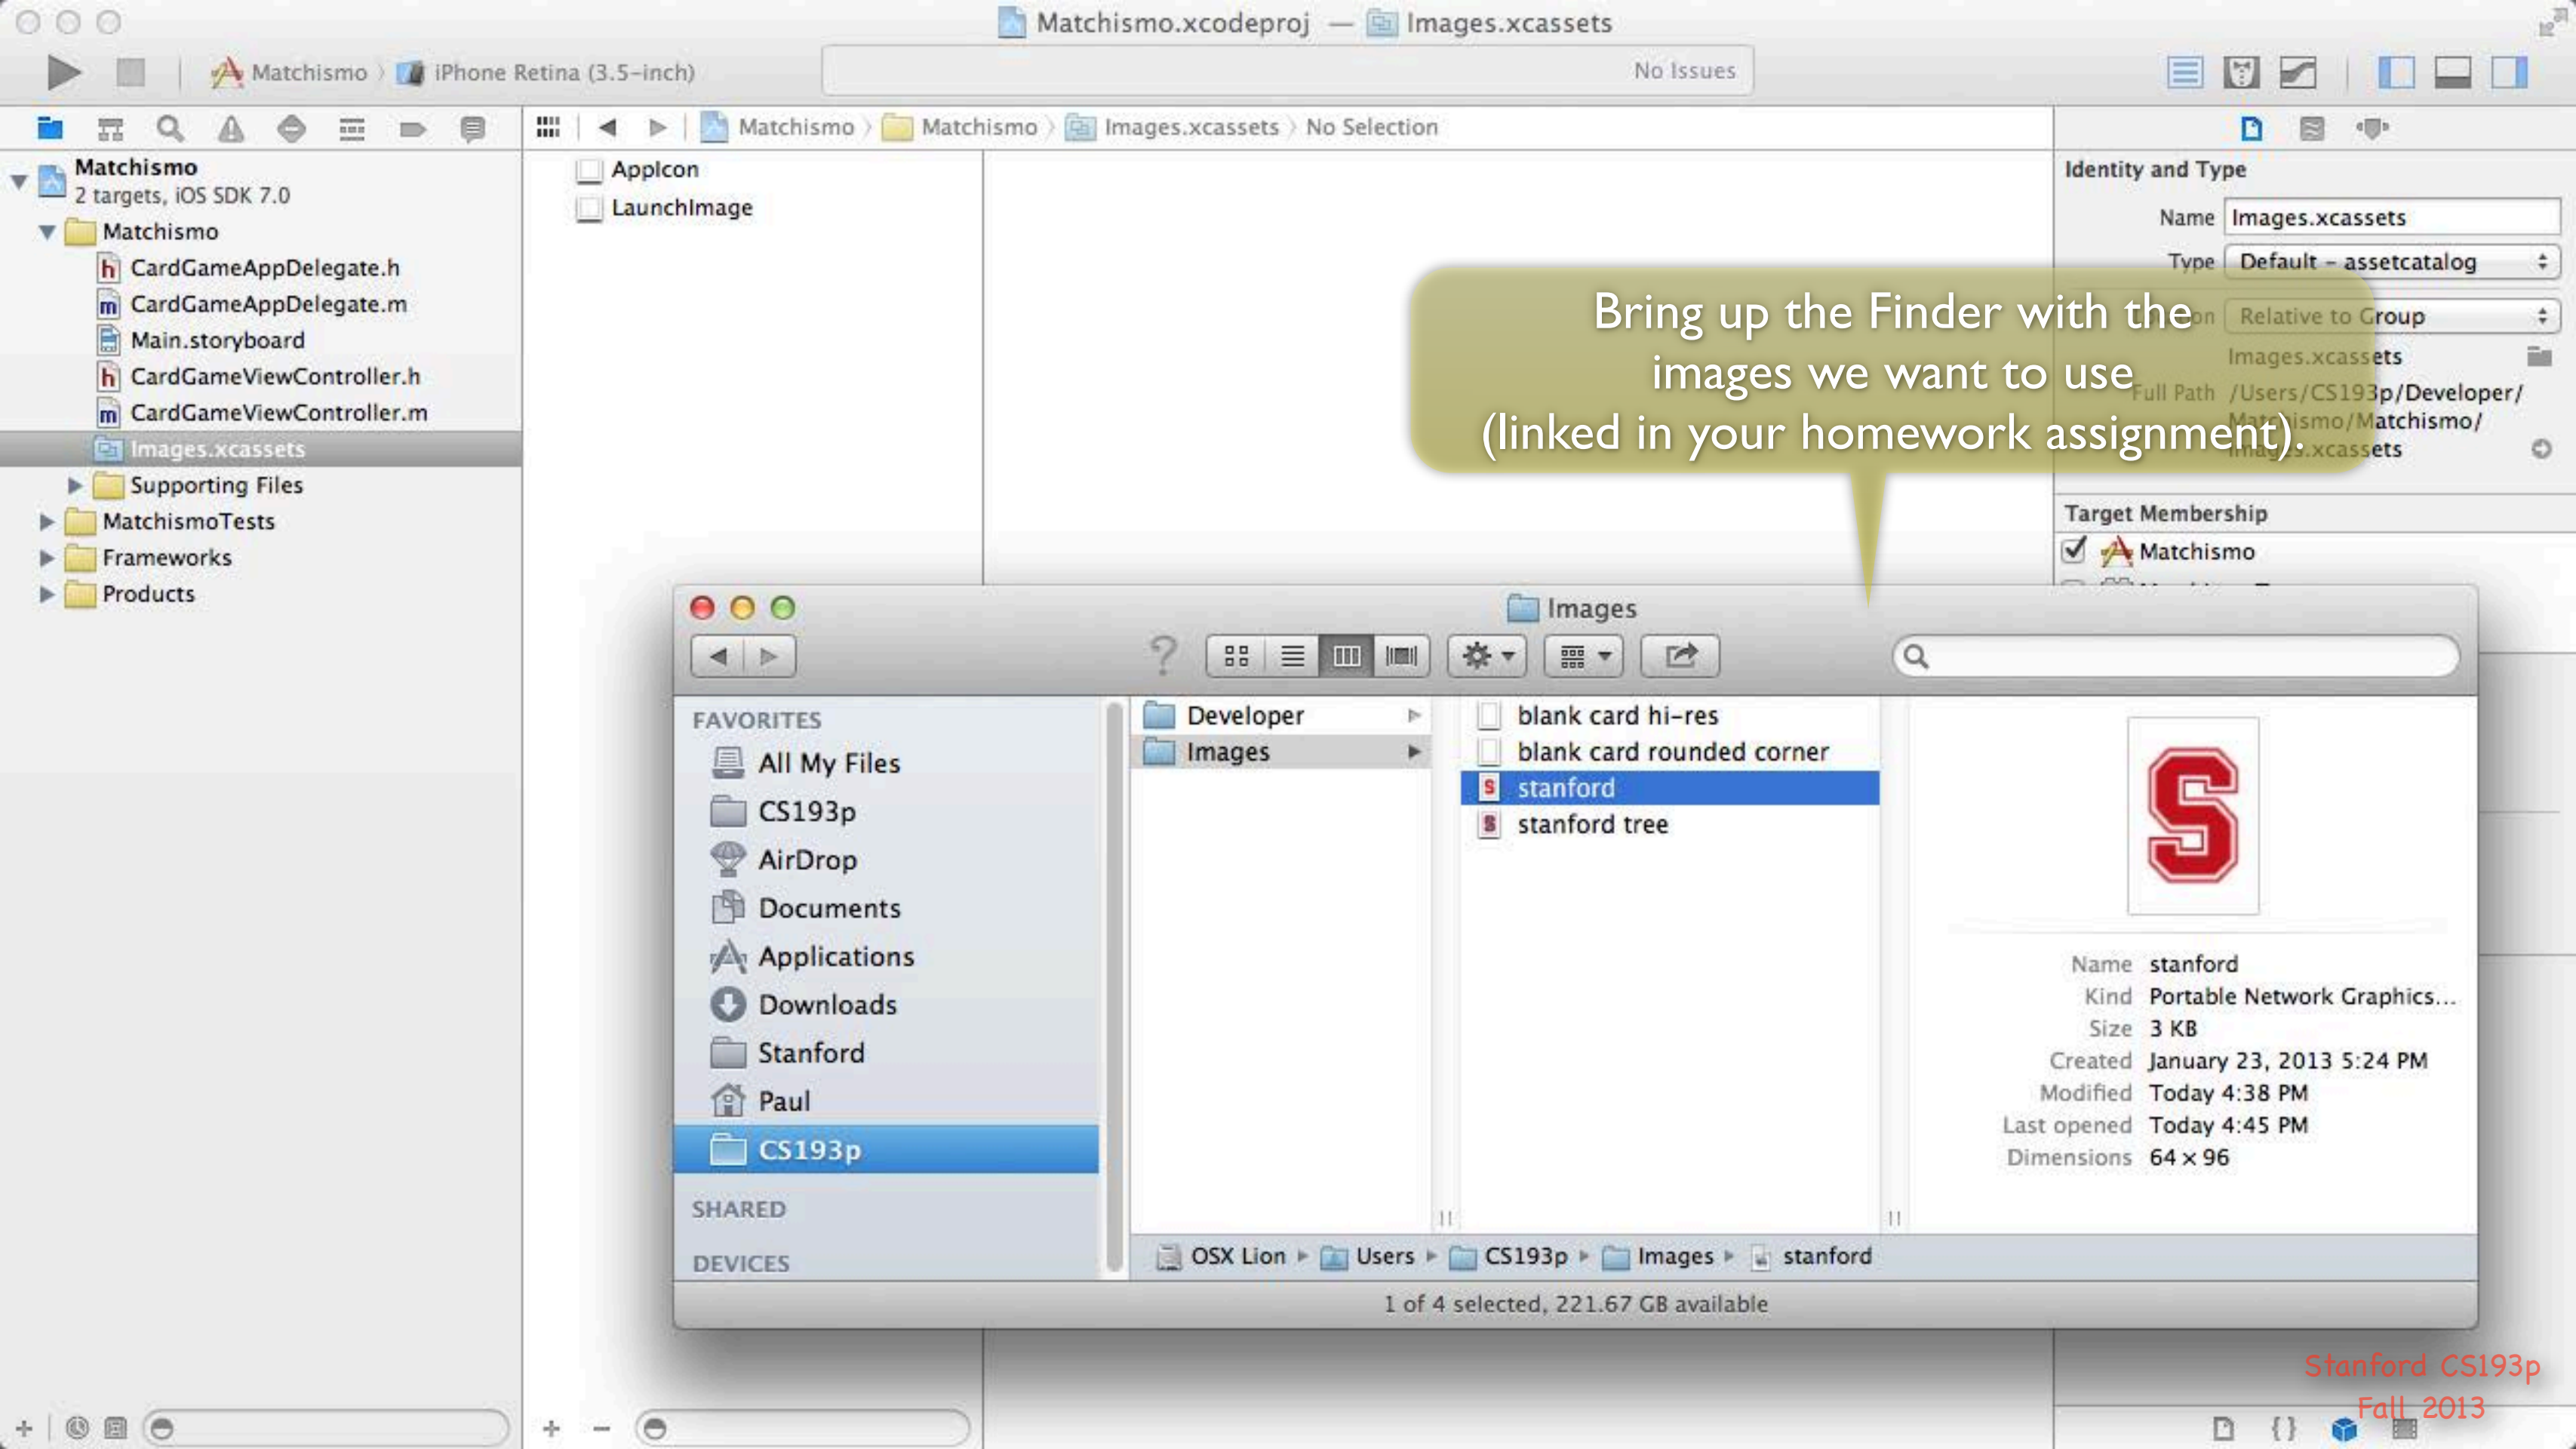 Matchismo.xcodeproj — Images.xcassets
Matchismo
iPhone Retina (3.5-inch)
No Issues
Matchismo
Matchismo
Images.xcassets
No Selection
Matchismo
2 targets, iOS SDK 7.0
Matchismo
CardGameAppDelegate.h
CardGameAppDelegate.m
Main.storyboard
CardGameViewController.h
CardGameViewController.m
Images.xcassets
Supporting Files
MatchismoTests
Frameworks
Products
AppIcon
LaunchImage
Identity and Type
Name Images.xcassets
Type Default - assetcatalog
Relative to Group
Images.xcassets
Full Path /Users/CS193p/Developer/
Matchismo/Matchismo/
Images.xcassets
Bring up the Finder with the
images we want to use
(linked in your homework assignment).
Target Membership
Matchismo
Images
FAVORITES
All My Files
CS193p
AirDrop
Documents
Applications
Downloads
Stanford
Paul
CS193p
SHARED
DEVICES
Developer
Images
blank card hi-res
blank card rounded corner
stanford
stanford tree
S
Name stanford
Kind Portable Network Graphics...
Size 3 KB
Created January 23, 2013 5:24 PM
Modified Today 4:38 PM
Last opened Today 4:45 PM
Dimensions 64 × 96
OSX Lion
Users
CS193p
Images
stanford
1 of 4 selected, 221.67 GB available
Stanford CS193p
Fall 2013